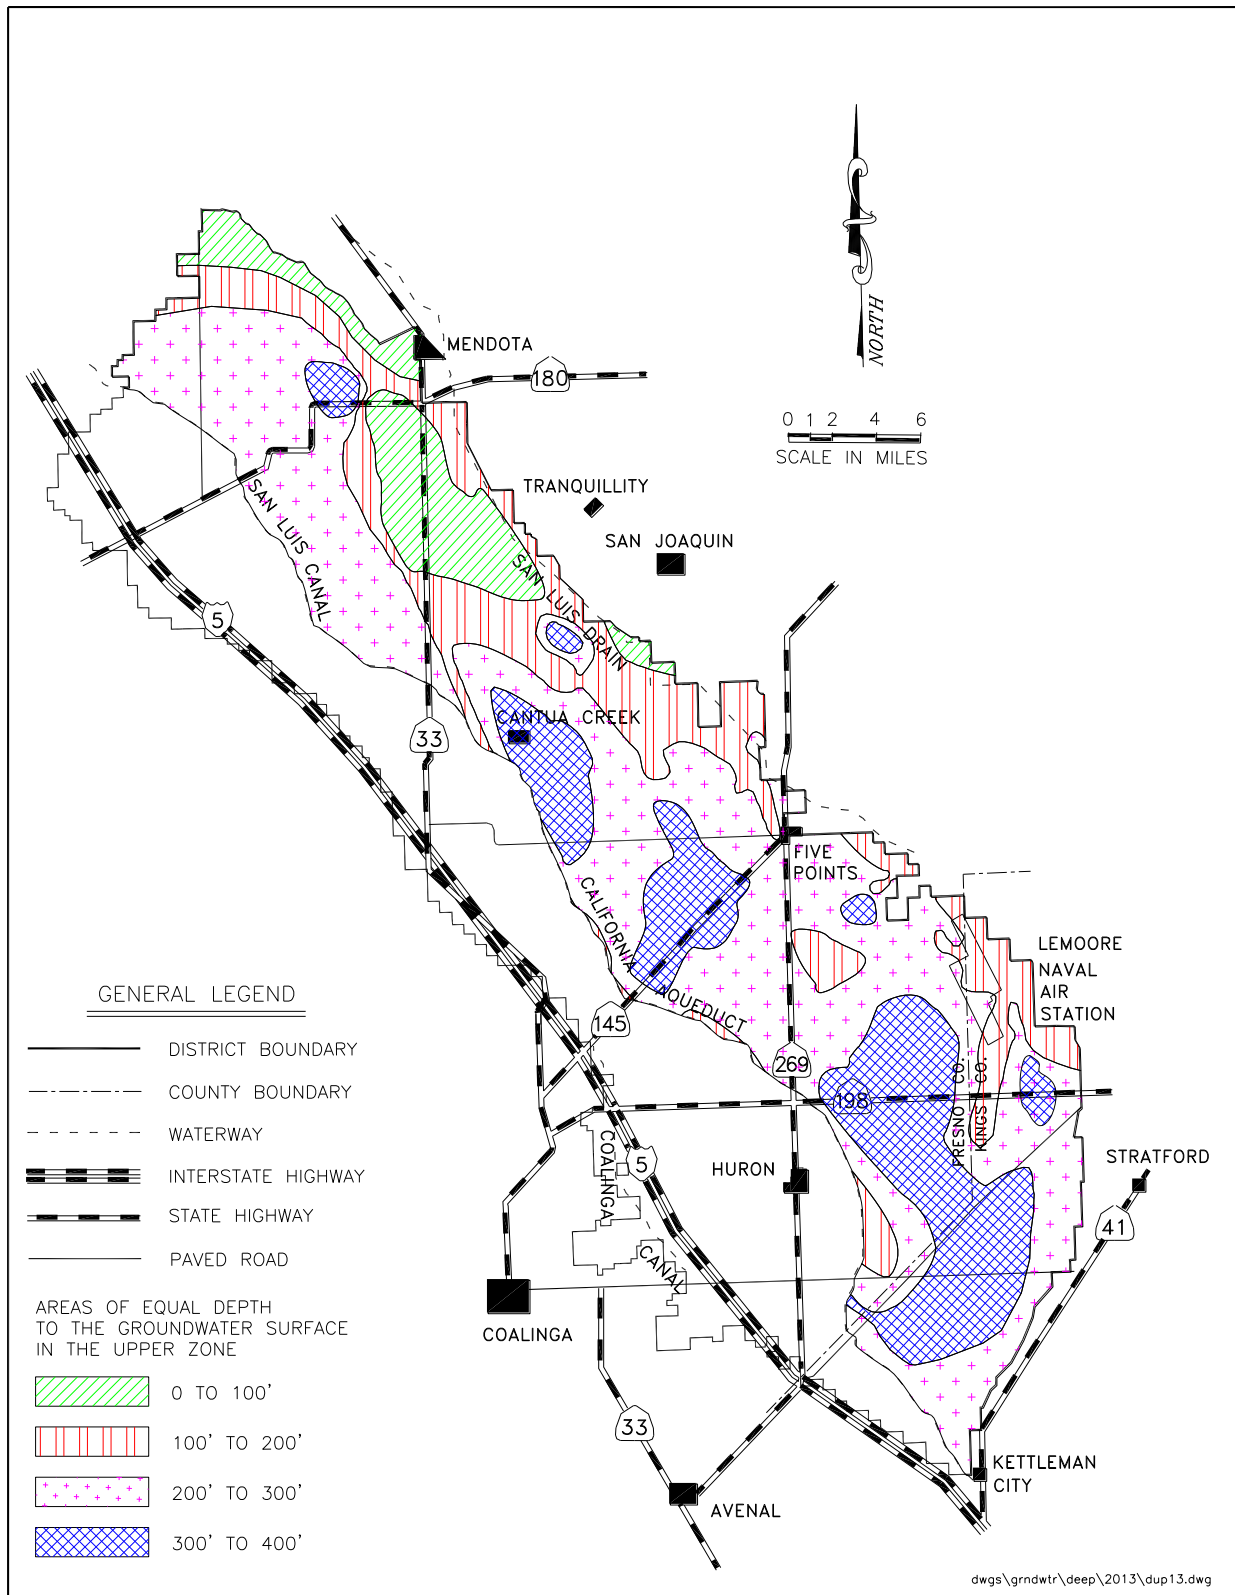 NORTH
MENDOTA
180
0 1 2 4 6
SCALE IN MILES
TRANQUILLITY
SAN JOAQUIN
SAN LUIS CANAL
SAN LUIS DRAIN
5
CANTUA CREEK
33
FIVE
POINTS
CALIFORNIA
AQUEDUCT
LEMOORE
NAVAL
AIR
STATION
145
269
198
FRESNO CO.
KINGS CO.
COALINGA
CANAL
5
HURON
STRATFORD
41
COALINGA
33
AVENAL
KETTLEMAN
CITY
GENERAL LEGEND
DISTRICT BOUNDARY
COUNTY BOUNDARY
WATERWAY
INTERSTATE HIGHWAY
STATE HIGHWAY
PAVED ROAD
AREAS OF EQUAL DEPTH
TO THE GROUNDWATER SURFACE
IN THE UPPER ZONE
0 TO 100'
100' TO 200'
200' TO 300'
300' TO 400'
dwgs\grndwtr\deep\2013\dup13.dwg